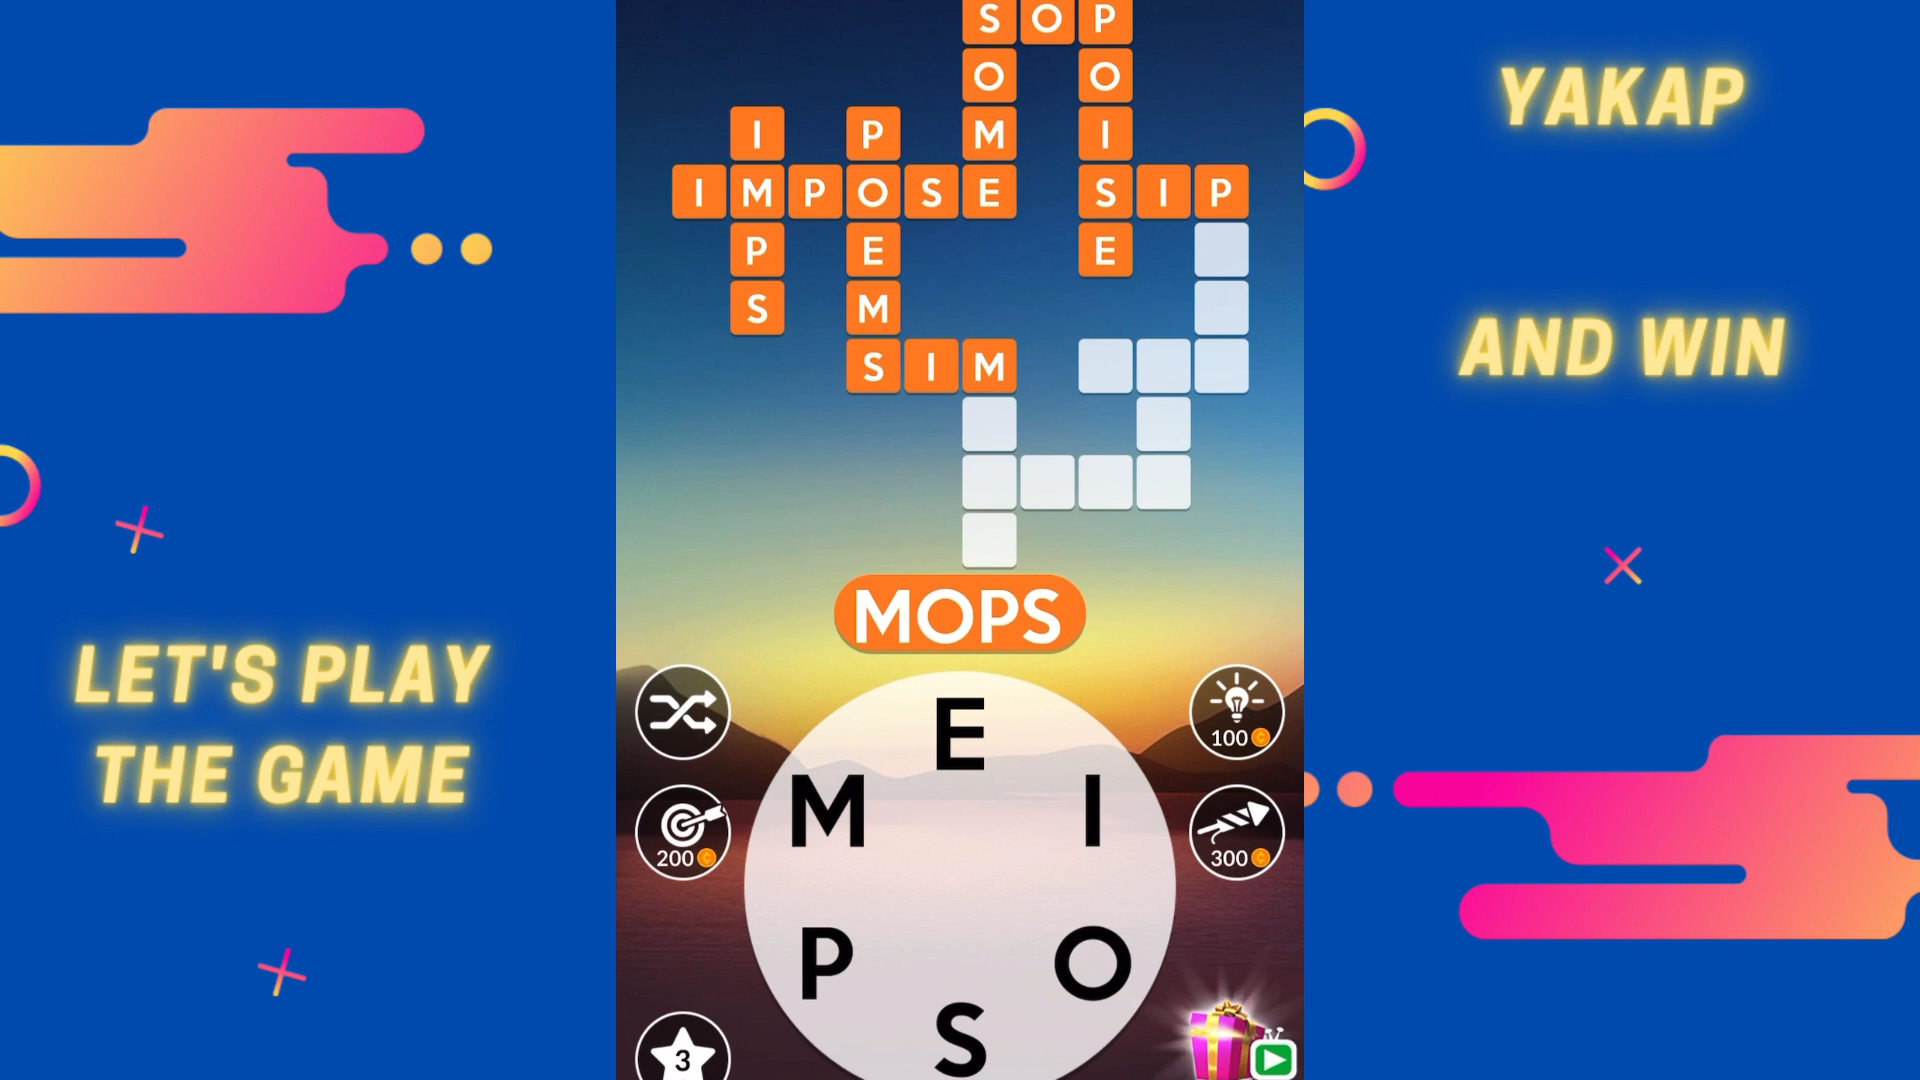 SOP
O O
I P M I
IMPOSE SIP
P E E
S M
SIM
MOPS
E
M I
P O
S
100
200
300
3
YAKAP
AND WIN
LET'S PLAY
THE GAME